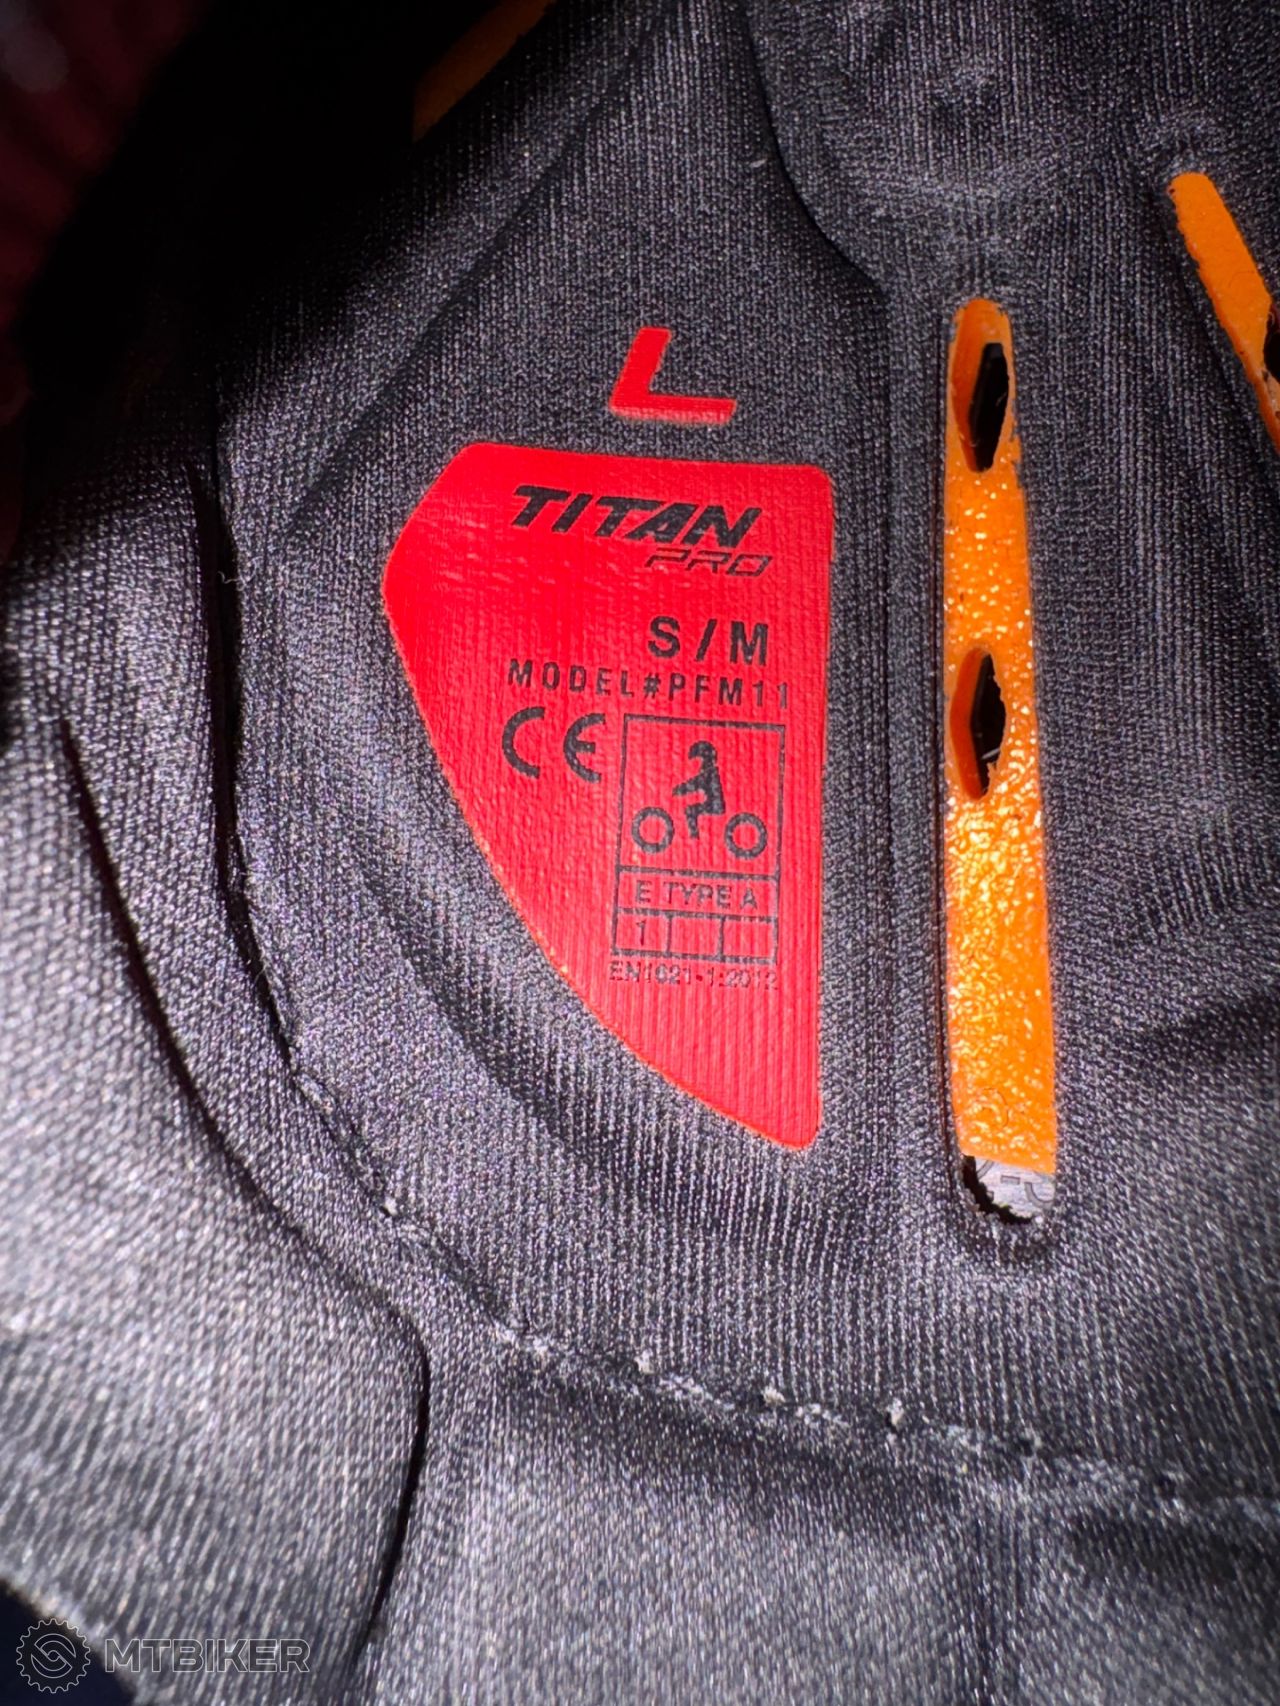 L
TITAN
PRO
S/M
MODEL#PFM11
CE
E TYPE A
1
EN1621-1:2012
MTBIKER